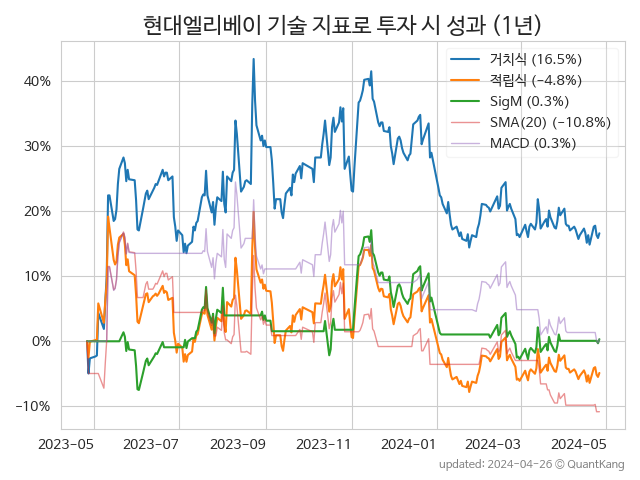 현대엘리베이 기술 지표로 투자 시 성과 (1년)
거치식 (16.5%)
적립식 (−4.8%)
SigM (0.3%)
SMA(20) (−10.8%)
MACD (0.3%)
40%
30%
20%
10%
0%
−10%
2023-05 2023-07 2023-09 2023-11 2024-01 2024-03 2024-05
updated: 2024-04-26 © QuantKang